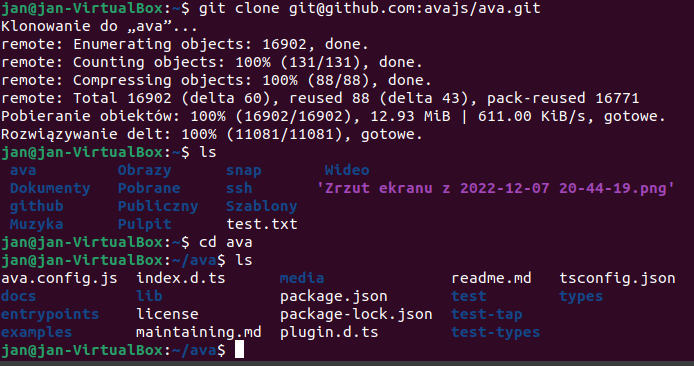 jan@jan-VirtualBox:~$ git clone git@github.com:avajs/ava.git
Klonowanie do „ava”...
remote: Enumerating objects: 16902, done.
remote: Counting objects: 100% (131/131), done.
remote: Compressing objects: 100% (88/88), done.
remote: Total 16902 (delta 60), reused 88 (delta 43), pack-reused 16771
Pobieranie obiektów: 100% (16902/16902), 12.93 MiB | 611.00 KiB/s, gotowe.
Rozwiązywanie delt: 100% (11081/11081), gotowe.
jan@jan-VirtualBox:~$ ls
ava Obrazy snap Wideo
Dokumenty Pobrane ssh 'Zrzut ekranu z 2022-12-07 20-44-19.png'
github Publiczny Szablony
Muzyka Pulpit test.txt
jan@jan-VirtualBox:~$ cd ava
jan@jan-VirtualBox:~/ava$ ls
ava.config.js index.d.ts media readme.md tsconfig.json
docs lib package.json test types
entrypoints license package-lock.json test-tap
examples maintaining.md plugin.d.ts test-types
jan@jan-VirtualBox:~/ava$